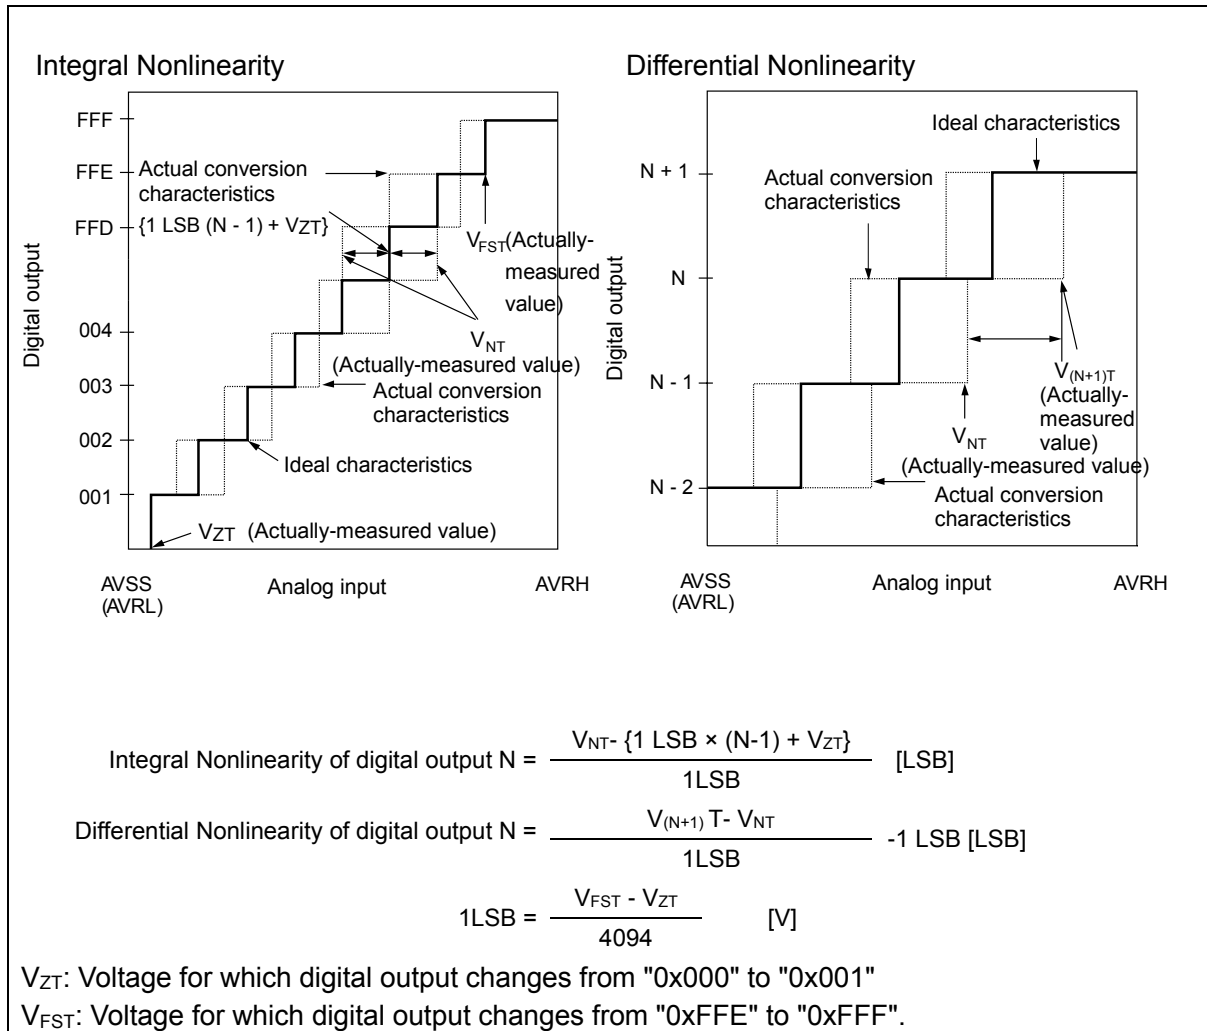 Integral Nonlinearity
FFF
FFE
FFD
004
003
002
001
Digital output
Actual conversion
characteristics
{1 LSB (N - 1) + VZT}
VFST (Actually-
measured
value)
VNT
(Actually-measured value)
Actual conversion
characteristics
Ideal characteristics
VZT (Actually-measured value)
AVSS
(AVRL)
Analog input
AVRH
Differential Nonlinearity
N + 1
N
N - 1
N - 2
Digital output
Ideal characteristics
Actual conversion
characteristics
V(N+1)T
(Actually-
measured
value)
VNT
(Actually-measured value)
Actual conversion
characteristics
AVSS
(AVRL)
Analog input
AVRH
Integral Nonlinearity of digital output N = VNT- {1 LSB × (N-1) + VZT} / 1LSB [LSB]
Differential Nonlinearity of digital output N = V(N+1) T- VNT / 1LSB -1 LSB [LSB]
1LSB = VFST - VZT / 4094 [V]
VZT: Voltage for which digital output changes from "0x000" to "0x001"
VFST: Voltage for which digital output changes from "0xFFE" to "0xFFF".